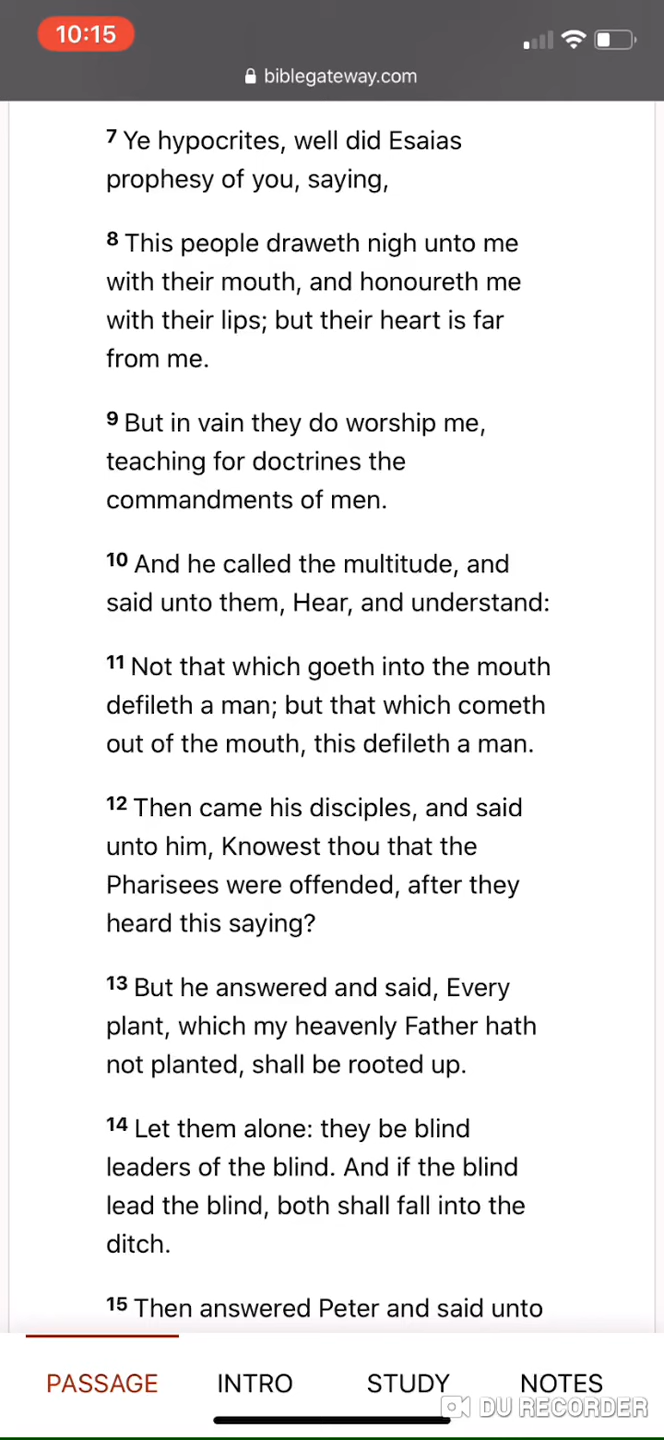 10:15
biblegateway.com
7 Ye hypocrites, well did Esaias
prophesy of you, saying,
8 This people draweth nigh unto me
with their mouth, and honoureth me
with their lips; but their heart is far
from me.
9 But in vain they do worship me,
teaching for doctrines the
commandments of men.
10 And he called the multitude, and
said unto them, Hear, and understand:
11 Not that which goeth into the mouth
defileth a man; but that which cometh
out of the mouth, this defileth a man.
12 Then came his disciples, and said
unto him, Knowest thou that the
Pharisees were offended, after they
heard this saying?
13 But he answered and said, Every
plant, which my heavenly Father hath
not planted, shall be rooted up.
14 Let them alone: they be blind
leaders of the blind. And if the blind
lead the blind, both shall fall into the
ditch.
15 Then answered Peter and said unto
PASSAGE INTRO STUDY NOTES
DU RECORDER